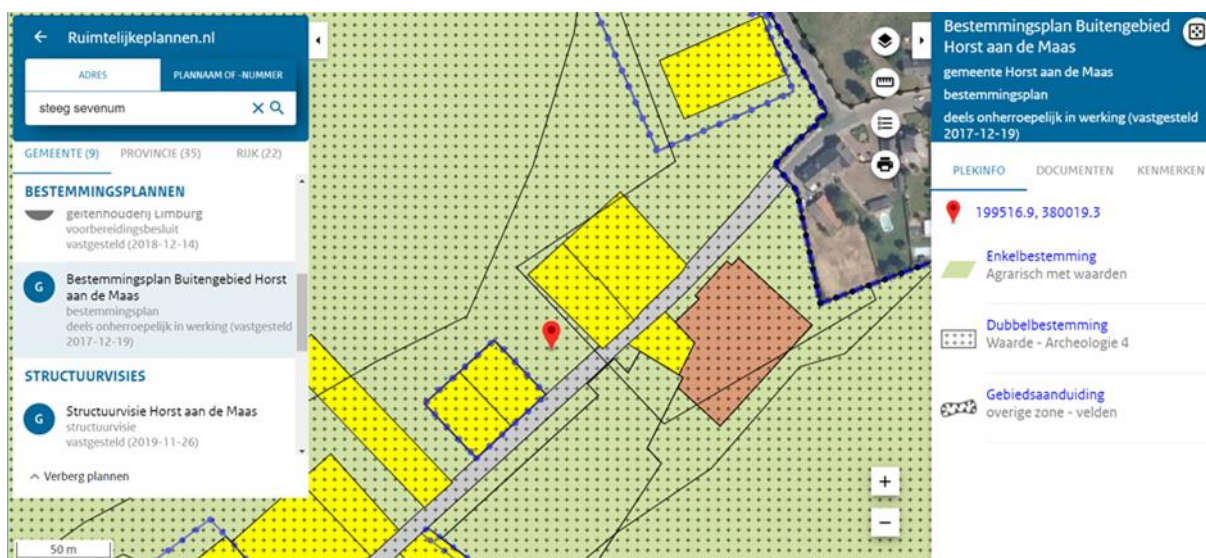 Ruimtelijkeplannen.nl
ADRES
PLANNAAM OF -NUMMER
steeg sevenum
GEMEENTE (9)
PROVINCIE (35)
RIJK (22)
BESTEMMINGSPLANNEN
geitenhouderij Limburg
voorbereidingsbesluit
vastgesteld (2018-12-14)
G
Bestemmingsplan Buitengebied Horst
aan de Maas
bestemmingsplan
deels onherroepelijk in werking (vastgesteld
2017-12-19)
STRUCTUURVISIES
G
Structuurvisie Horst aan de Maas
structuurvisie
vastgesteld (2019-11-26)
Verberg plannen
50 m
Bestemmingsplan Buitengebied
Horst aan de Maas
gemeente Horst aan de Maas
bestemmingsplan
deels onherroepelijk in werking (vastgesteld
2017-12-19)
PLEKINFO
DOCUMENTEN
KENMERKEN
199516.9, 380019.3
Enkelbestemming
Agrarisch met waarden
Dubbelbestemming
Waarde - Archeologie 4
Gebiedsaanduiding
overige zone - velden